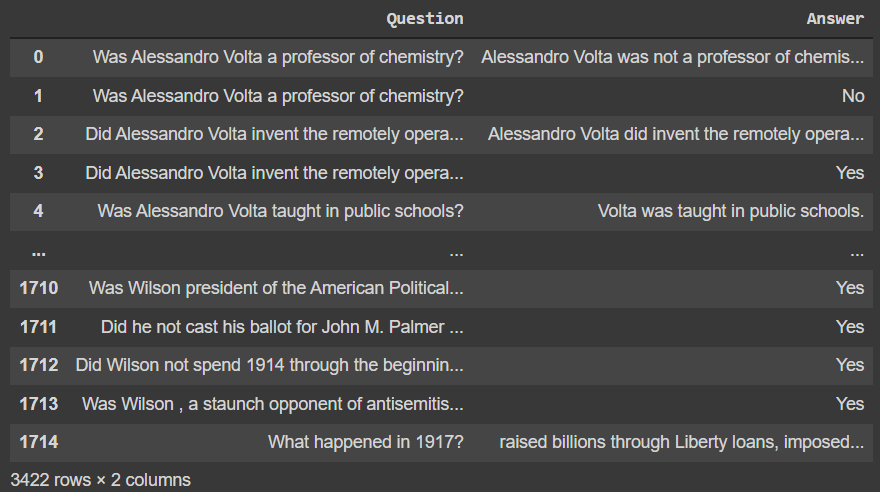 Question Answer
0 Was Alessandro Volta a professor of chemistry? Alessandro Volta was not a professor of chemis...
1 Was Alessandro Volta a professor of chemistry? No
2 Did Alessandro Volta invent the remotely opera... Alessandro Volta did invent the remotely opera...
3 Did Alessandro Volta invent the remotely opera... Yes
4 Was Alessandro Volta taught in public schools? Volta was taught in public schools.
... ... ...
1710 Was Wilson president of the American Political... Yes
1711 Did he not cast his ballot for John M. Palmer ... Yes
1712 Did Wilson not spend 1914 through the beginnin... Yes
1713 Was Wilson , a staunch opponent of antisemitis... Yes
1714 What happened in 1917? raised billions through Liberty loans, imposed...
3422 rows × 2 columns